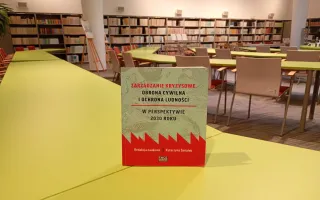 ZARZĄDZANIE KRYZYSOWE,
OBRONA CYWILNA
I OCHRONA LUDNOŚCI
W PERSPEKTYWIE
2030 ROKU